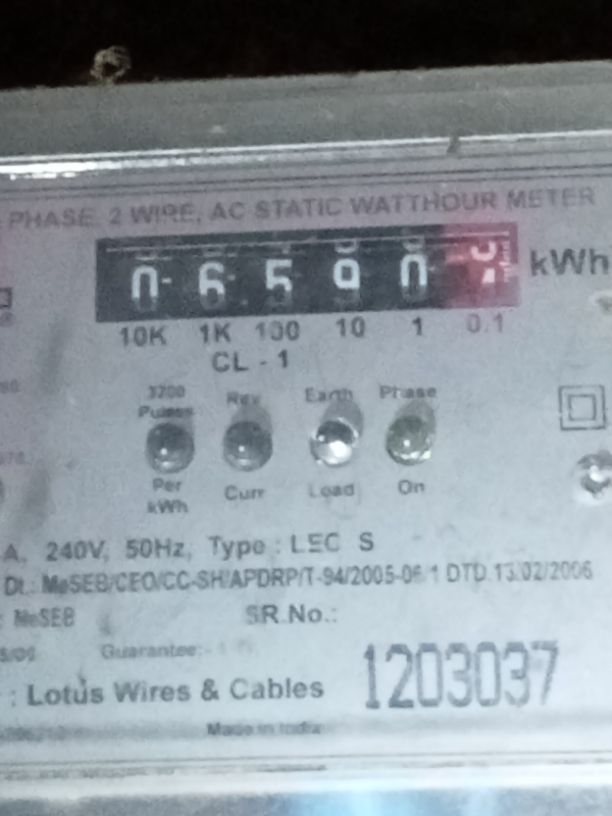 PHASE, 2 WIRE, AC STATIC WATTHOUR METER
0 6 5 9 0 kWh
10K 1K 100 10 1 0.1
CL - 1
3200 Rev Earth Phase
Pulses
Per Curr Load On
kWh
A, 240V, 50Hz, Type : LEC S
Dt.: MeSEB/CEO/CC-SH/APDRP/T-94/2005-06/1 DTD.13/02/2006
: MeSEB SR.No.:
Guarantee:-
: Lotus Wires & Cables 1203037
Made in India